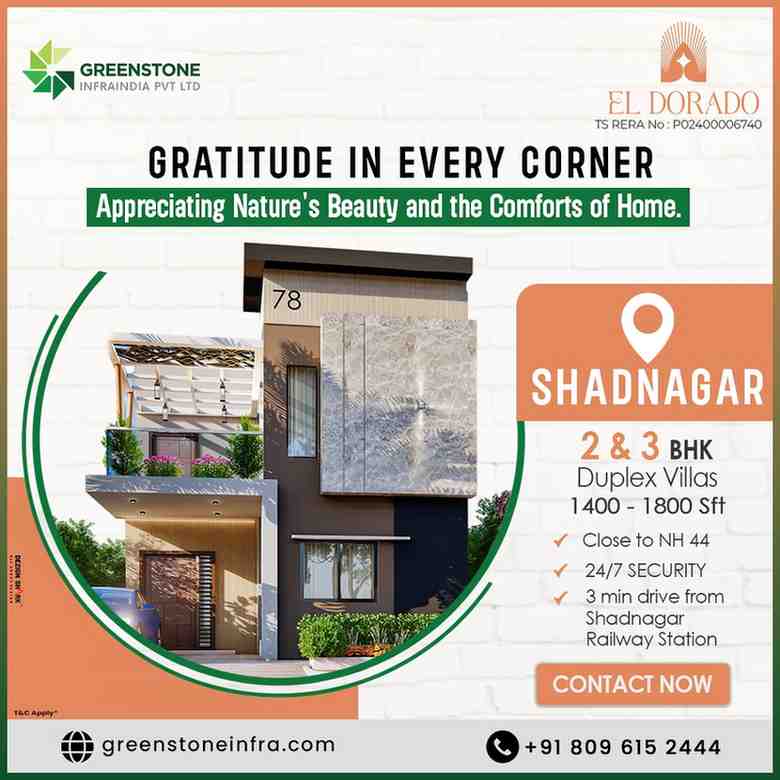 GREENSTONE
INFRAINDIA PVT LTD
EL DORADO
TS RERA No : P02400006740
GRATITUDE IN EVERY CORNER
Appreciating Nature's Beauty and the Comforts of Home.
78
SHADNAGAR
2 & 3 BHK
Duplex Villas
1400 - 1800 Sft
Close to NH 44
24/7 SECURITY
3 min drive from
Shadnagar
Railway Station
CONTACT NOW
T&C Apply*
greenstoneinfra.com
+91 809 615 2444